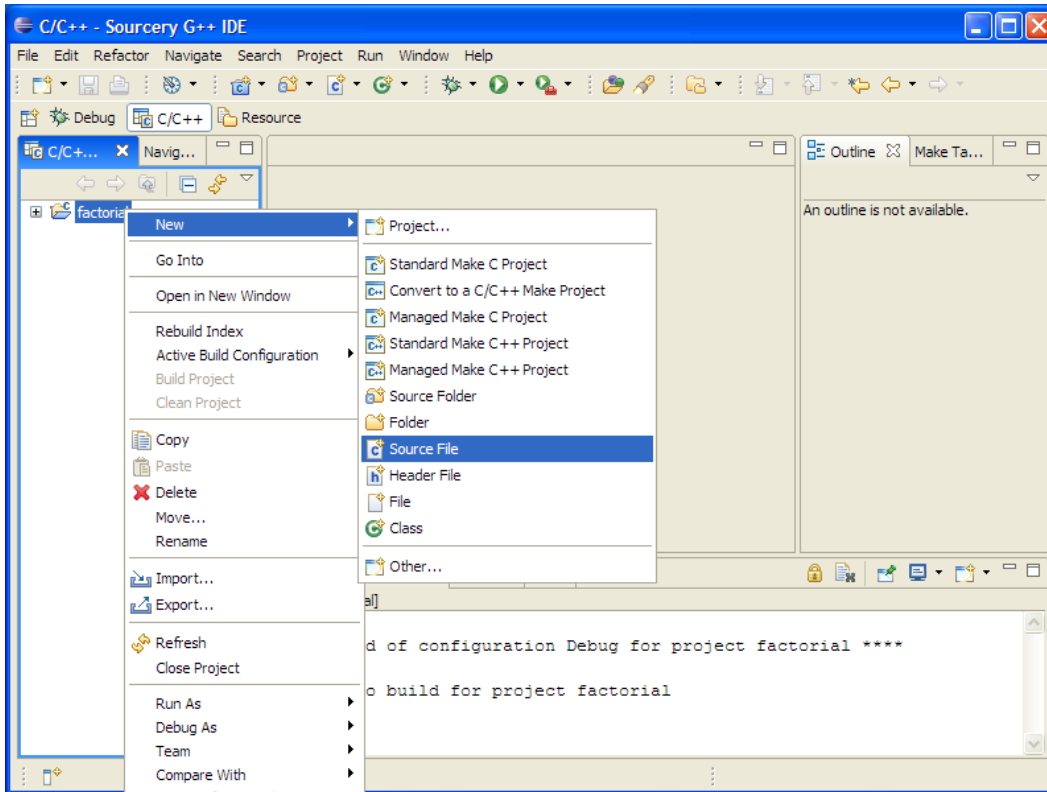 C/C++ - Sourcery G++ IDE
File Edit Refactor Navigate Search Project Run Window Help
Debug C/C++ Resource
C/C+... Navig... Outline Make Ta...
factorial
An outline is not available.
New
Go Into
Open in New Window
Rebuild Index
Active Build Configuration
Build Project
Clean Project
Copy
Paste
Delete
Move...
Rename
Import...
Export...
Refresh
Close Project
Run As
Debug As
Team
Compare With
Project...
Standard Make C Project
Convert to a C/C++ Make Project
Managed Make C Project
Standard Make C++ Project
Managed Make C++ Project
Source Folder
Folder
Source File
Header File
File
Class
Other...
al]
d of configuration Debug for project factorial ****
o build for project factorial